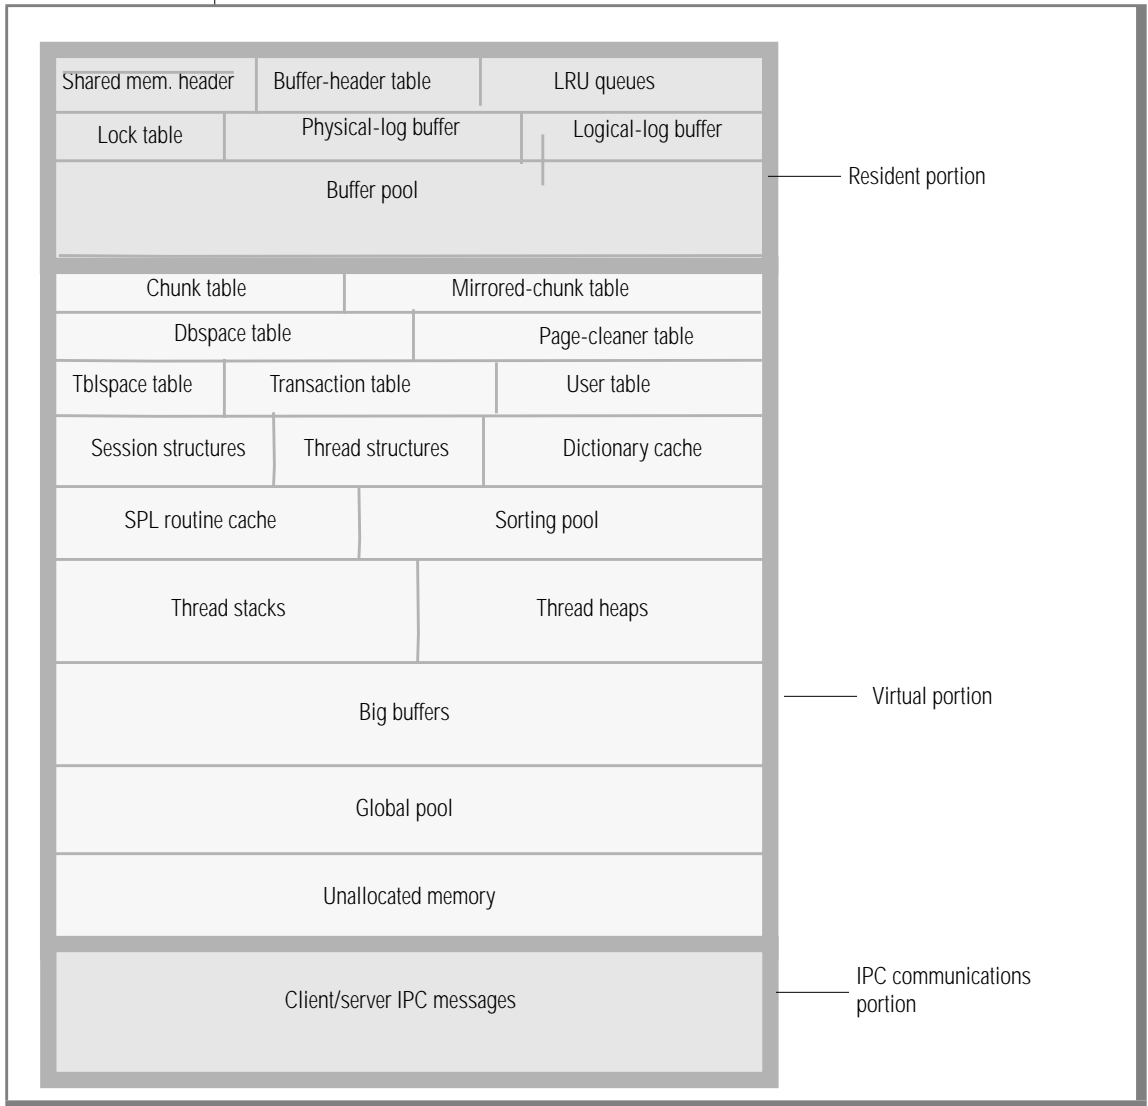 Shared mem. header
Buffer-header table
LRU queues
Lock table
Physical-log buffer
Logical-log buffer
Buffer pool
Resident portion
Chunk table
Mirrored-chunk table
Dbspace table
Page-cleaner table
Tblspace table
Transaction table
User table
Session structures
Thread structures
Dictionary cache
SPL routine cache
Sorting pool
Thread stacks
Thread heaps
Big buffers
Virtual portion
Global pool
Unallocated memory
Client/server IPC messages
IPC communications
portion